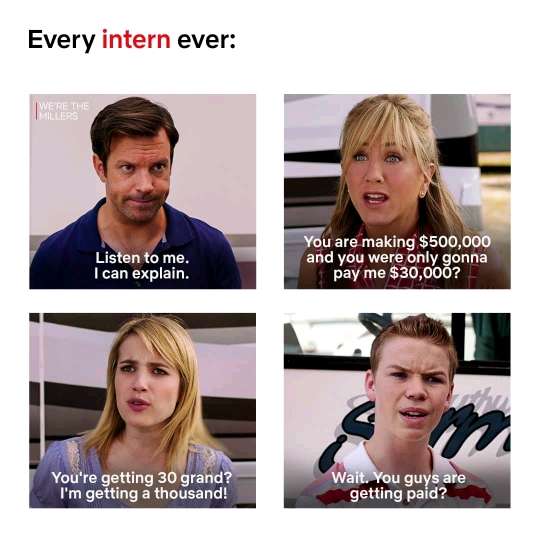 Every intern ever:
WE'RE THE
MILLERS
Listen to me.
I can explain.
You are making $500,000
and you were only gonna
pay me $30,000?
You're getting 30 grand?
I'm getting a thousand!
Wait. You guys are
getting paid?